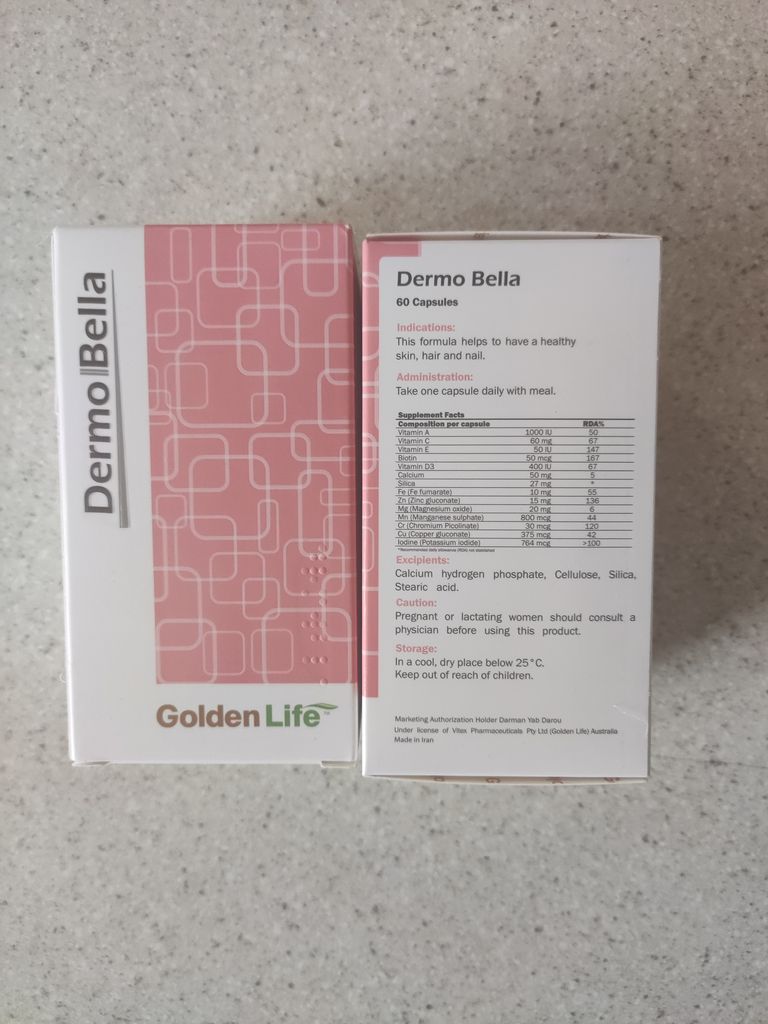 Dermo Bella
Golden Life™
Dermo Bella
60 Capsules
Indications:
This formula helps to have a healthy
skin, hair and nail.
Administration:
Take one capsule daily with meal.
Supplement Facts
Composition per capsule RDA%
Vitamin A 1000 IU 50
Vitamin C 60 mg 67
Vitamin E 50 IU 147
Biotin 50 mcg 167
Vitamin D3 400 IU 67
Calcium 50 mg 5
Silica 27 mg *
Fe (Fe fumarate) 10 mg 55
Zn (Zinc gluconate) 15 mg 136
Mg (Magnesium oxide) 20 mg 6
Mn (Manganese sulphate) 800 mcg 44
Cr (Chromium Picolinate) 30 mcg 120
Cu (Copper gluconate) 375 mcg 42
Iodine (Potassium iodide) 764 mcg >100
*Recommended daily allowance (RDA) not established
Excipients:
Calcium hydrogen phosphate, Cellulose, Silica,
Stearic acid.
Caution:
Pregnant or lactating women should consult a
physician before using this product.
Storage:
In a cool, dry place below 25°C.
Keep out of reach of children.
Marketing Authorization Holder Darman Yab Darou
Under license of Vitex Pharmaceuticals Pty Ltd (Golden Life) Australia
Made in Iran